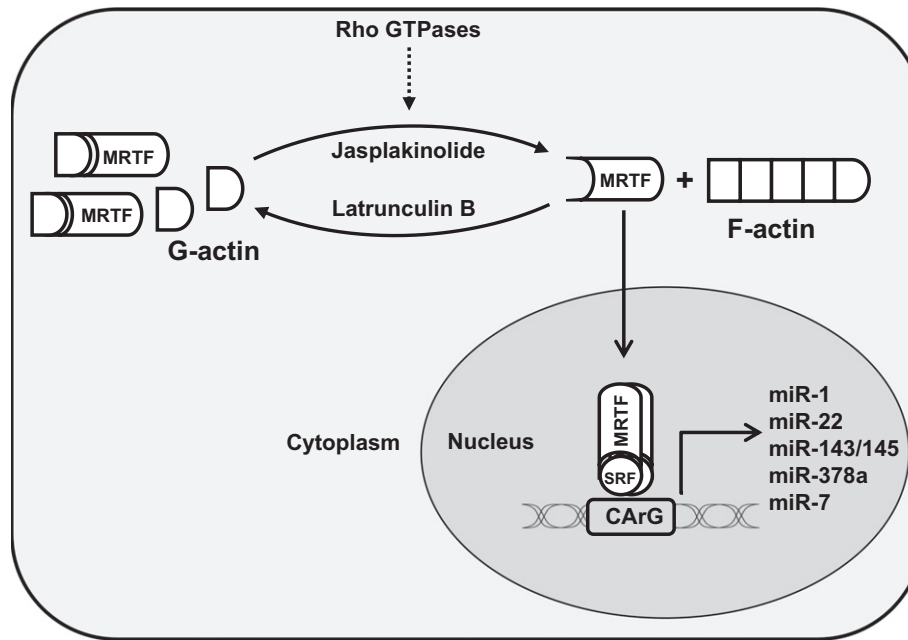 Rho GTPases
MRTF
Jasplakinolide
MRTF
+
MRTF
Latrunculin B
G-actin
F-actin
Cytoplasm
Nucleus
MRTF
SRF
CArG
miR-1
miR-22
miR-143/145
miR-378a
miR-7